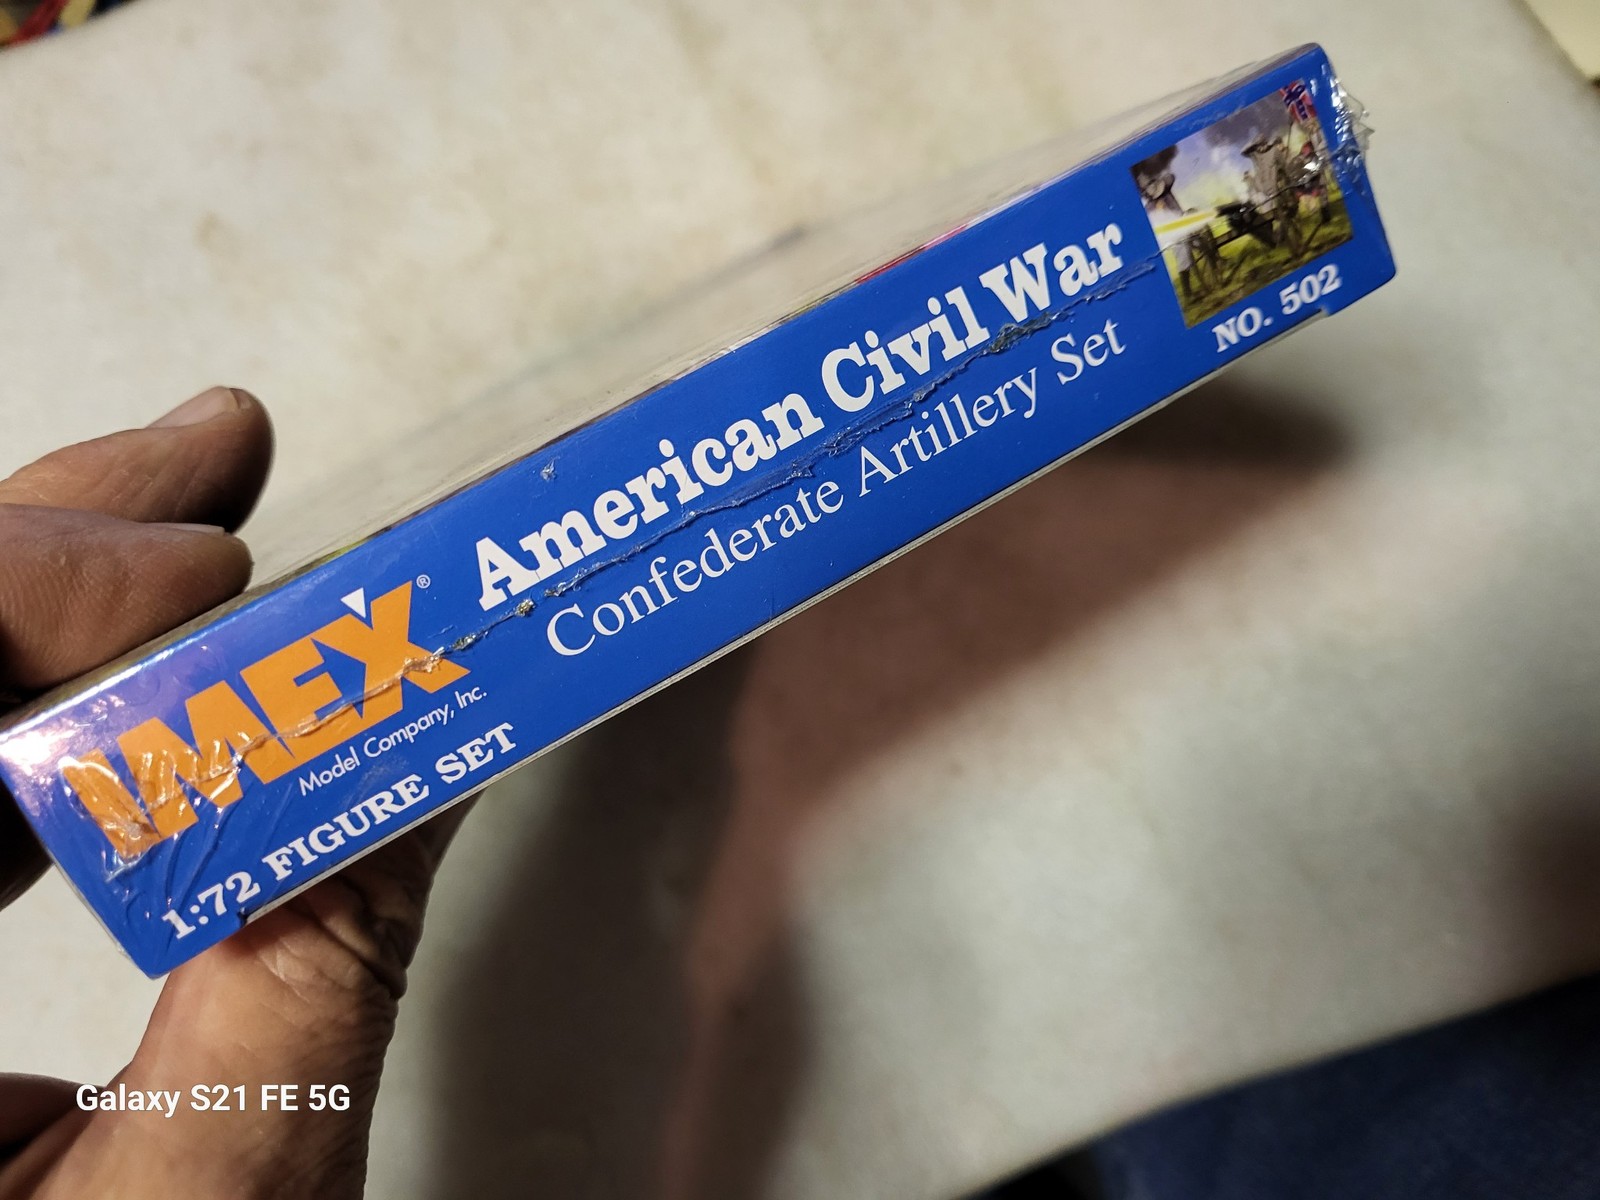 IMEX®
Model Company, Inc.
1:72 FIGURE SET
American Civil War
Confederate Artillery Set
NO. 502
Galaxy S21 FE 5G